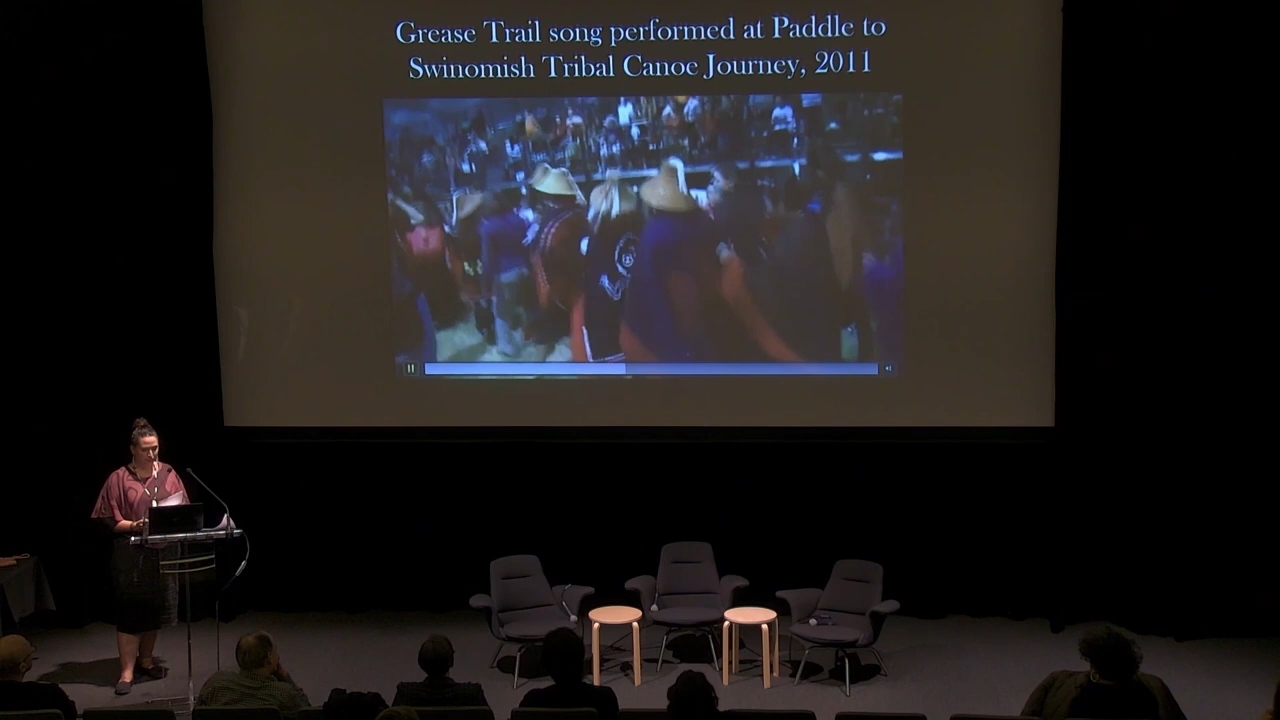 Grease Trail song performed at Paddle to
Swinomish Tribal Canoe Journey, 2011